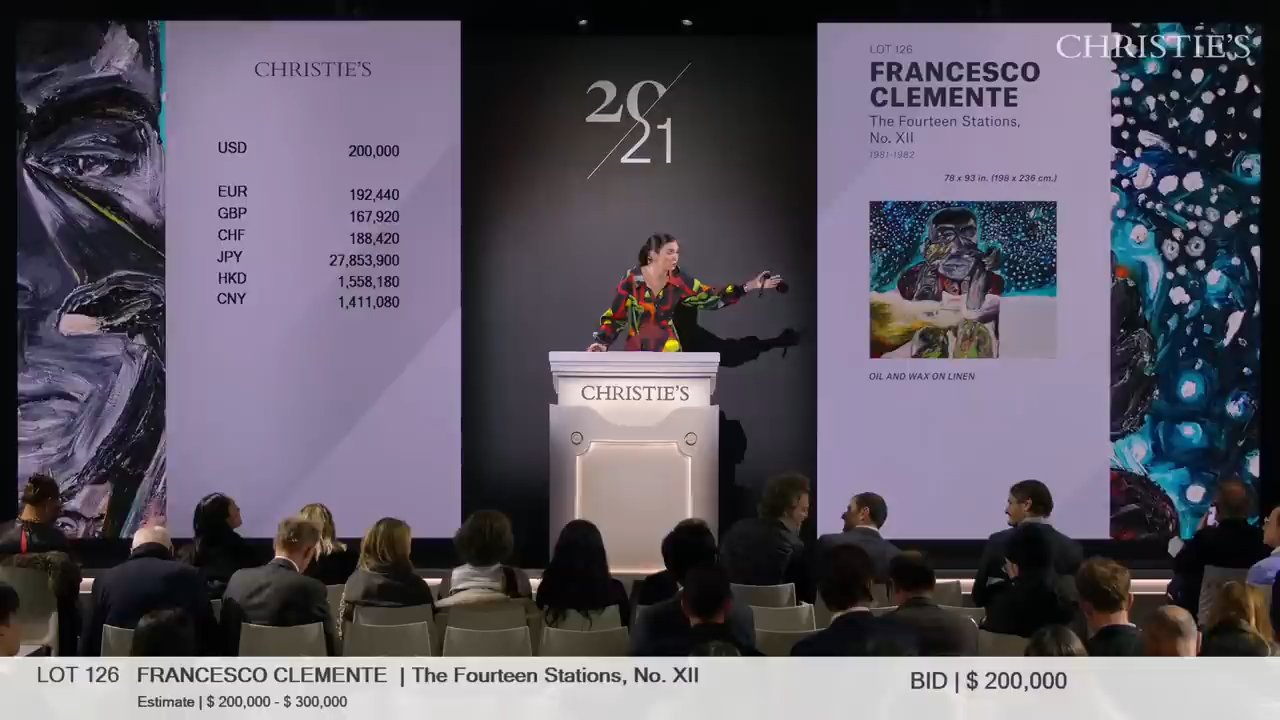 CHRISTIE'S
USD 200,000
EUR 192,440
GBP 167,920
CHF 188,420
JPY 27,853,900
HKD 1,558,180
CNY 1,411,080
20/21
CHRISTIE'S
LOT 126
CHRISTIE'S
FRANCESCO
CLEMENTE
The Fourteen Stations,
No. XII
1981-1982
78 x 93 in. (198 x 236 cm.)
OIL AND WAX ON LINEN
LOT 126 FRANCESCO CLEMENTE | The Fourteen Stations, No. XII
Estimate | $ 200,000 - $ 300,000
BID | $ 200,000